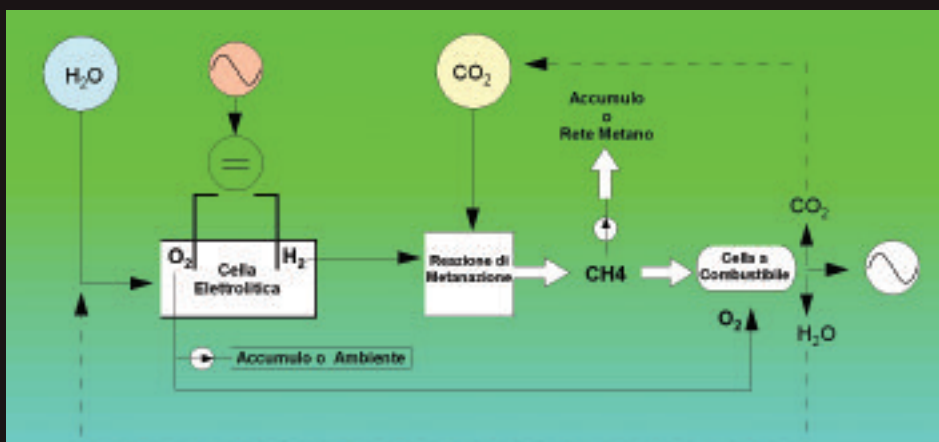 H₂O
CO₂
Accumulo
o
Rete Metano
CO₂
O₂
H₂
Cella
Elettrolitica
Reazione di
Metanazione
CH4
Cella a
Combustibile
O₂
H₂O
Accumulo o Ambiente